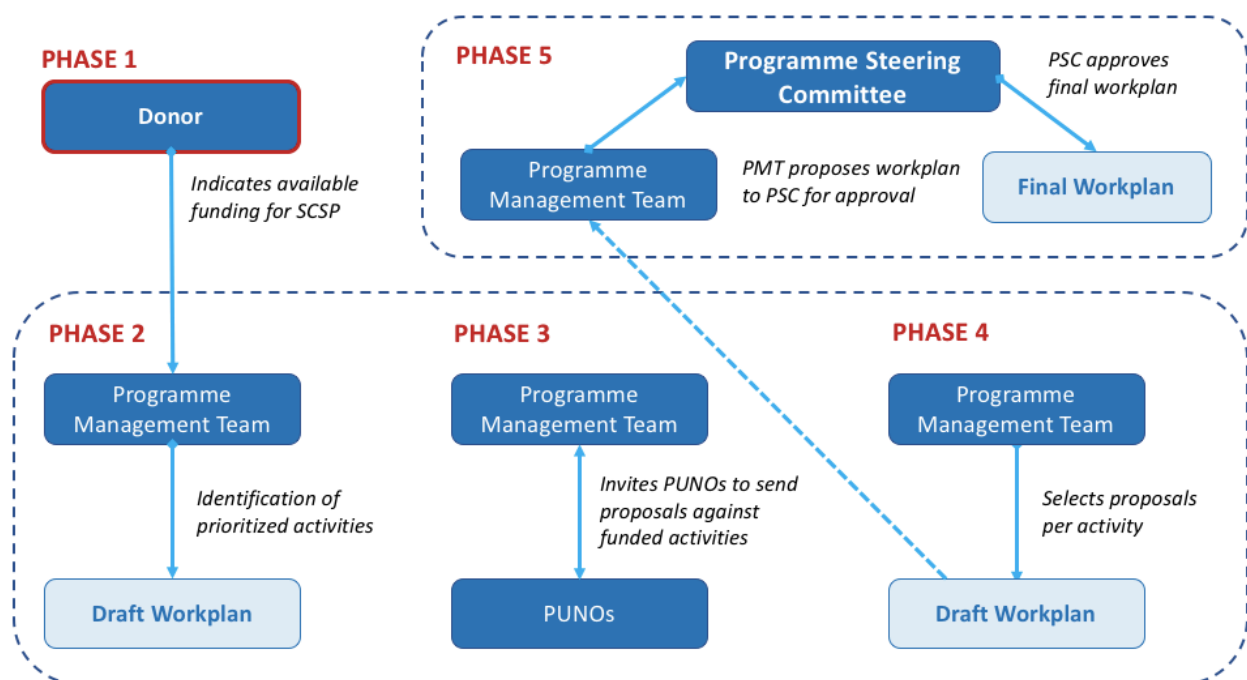 PHASE 1
Donor
Indicates available
funding for SCSP
PHASE 5
Programme Steering
Committee
PSC approves
final workplan
Programme
Management Team
PMT proposes workplan
to PSC for approval
Final Workplan
PHASE 2
Programme
Management Team
Identification of
prioritized activities
Draft Workplan
PHASE 3
Programme
Management Team
Invites PUNOs to send
proposals against
funded activities
PUNOs
PHASE 4
Programme
Management Team
Selects proposals
per activity
Draft Workplan